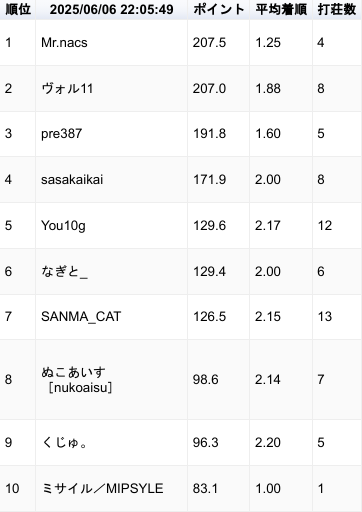 順位 2025/06/06 22:05:49 ポイント 平均着順 打荘数
1 Mr.nacs 207.5 1.25 4
2 ヴォル11 207.0 1.88 8
3 pre387 191.8 1.60 5
4 sasakaikai 171.9 2.00 8
5 You10g 129.6 2.17 12
6 なぎと_ 129.4 2.00 6
7 SANMA_CAT 126.5 2.15 13
8 ぬこあいす 98.6 2.14 7
［nukoaisu］
9 くじゅ。 96.3 2.20 5
10 ミサイル／MIPSYLE 83.1 1.00 1